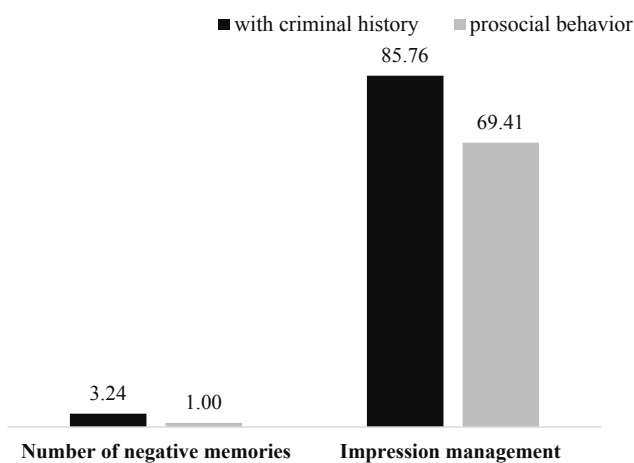 with criminal history prosocial behavior
85.76
69.41
3.24
1.00
Number of negative memories Impression management